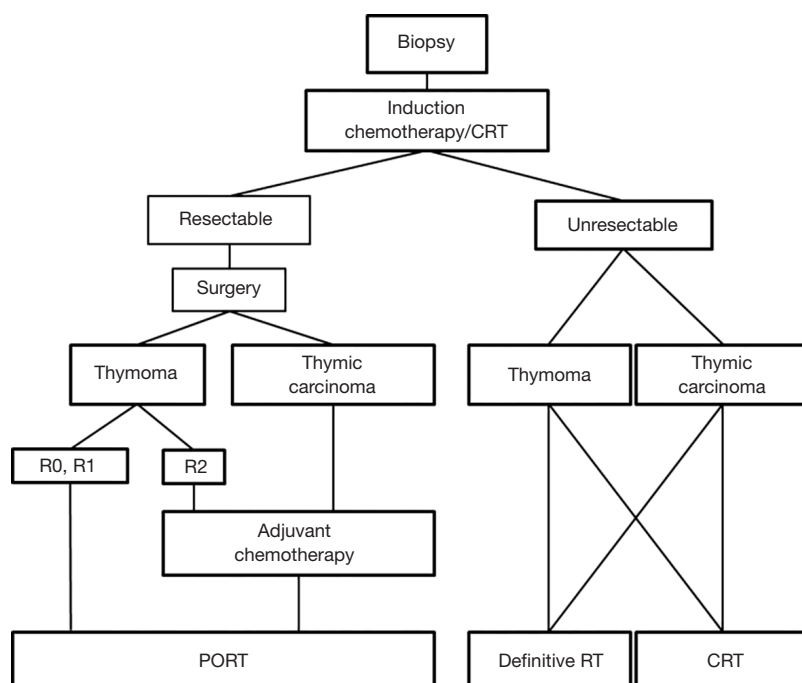 Biopsy
Induction
chemotherapy/CRT
Resectable
Unresectable
Surgery
Thymoma
Thymic
carcinoma
Thymoma
Thymic
carcinoma
R0, R1
R2
Adjuvant
chemotherapy
PORT
Definitive RT
CRT